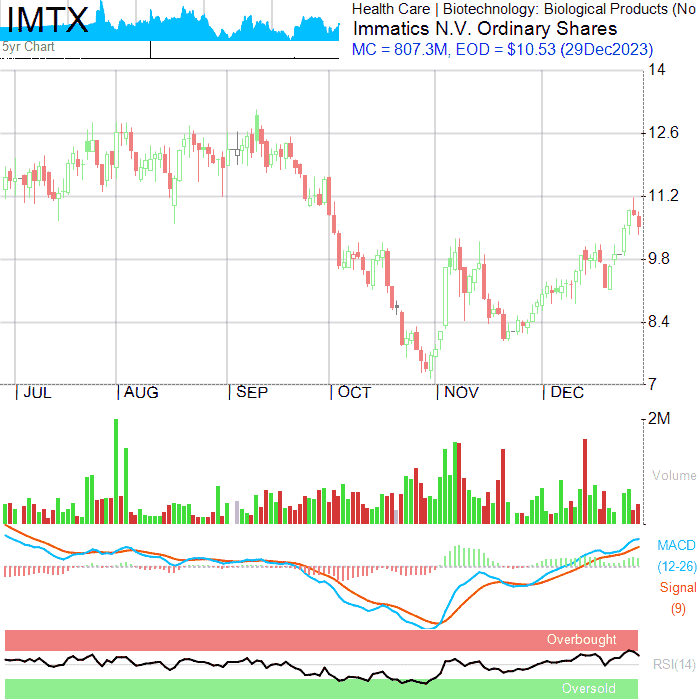 IMTX
5yr Chart
Health Care | Biotechnology: Biological Products (No
Immatics N.V. Ordinary Shares
MC = 807.3M, EOD = $10.53 (29Dec2023)
14
12.6
11.2
9.8
8.4
7
JUL AUG SEP OCT NOV DEC
2M
Volume
MACD
(12-26)
Signal
(9)
Overbought
RSI(14)
Oversold